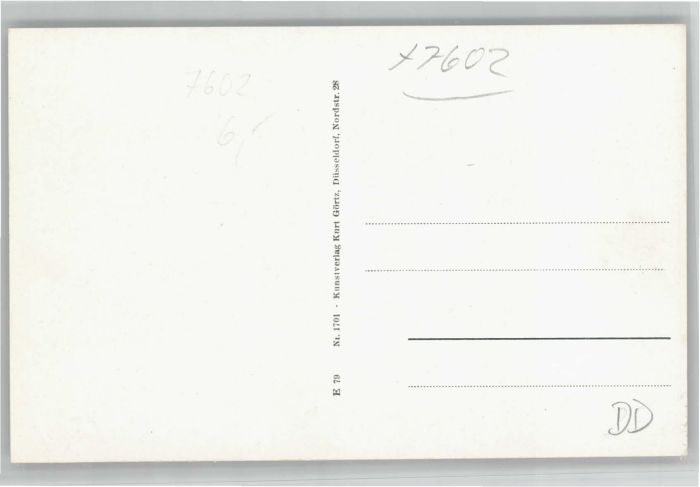 7602
6,-
x7602
E 79 Nr. 1701 - Kunstverlag Kurt Görtz, Düsseldorf, Nordstr. 28
DD